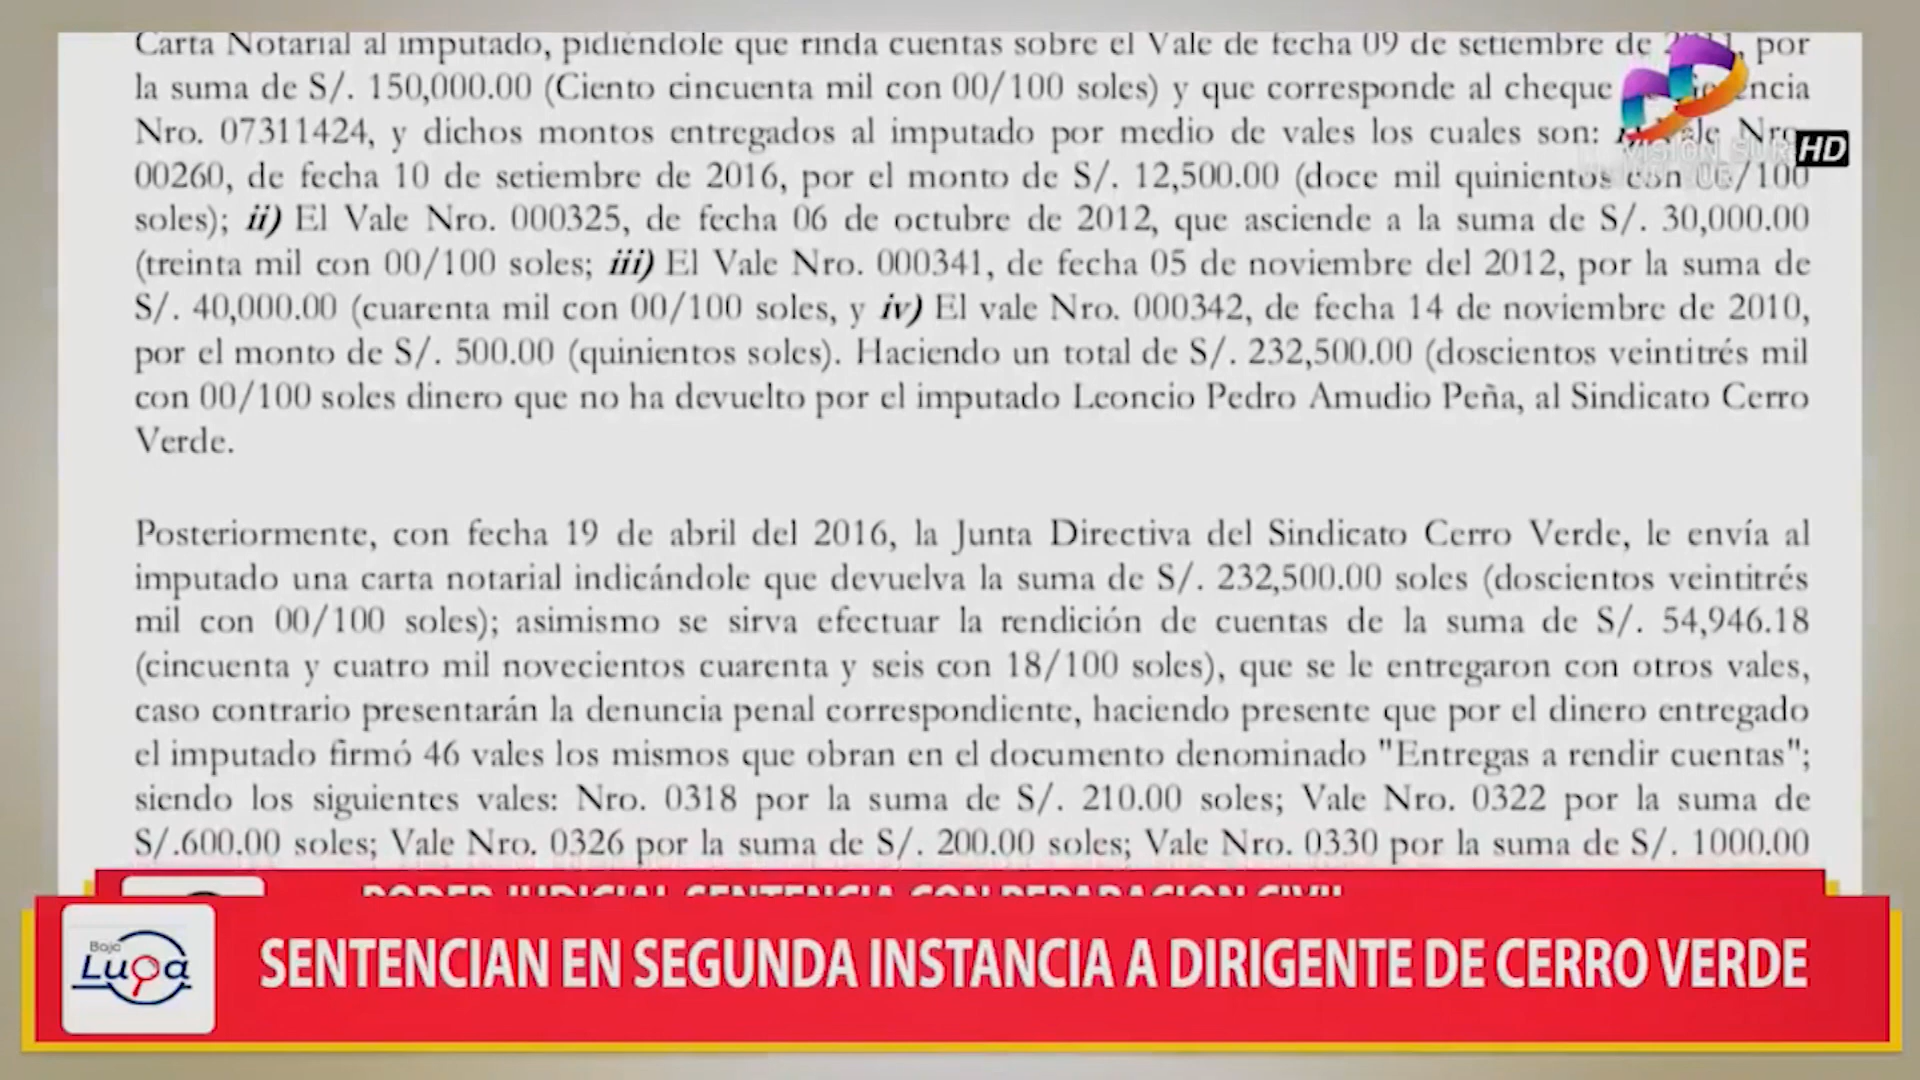 Carta Notarial al imputado, pidiéndole que rinda cuentas sobre el Vale de fecha 09 de setiembre de por
la suma de S/. 150,000.00 (Ciento cincuenta mil con 00/100 soles) y que corresponde al cheque
Nro. 07311424, y dichos montos entregados al imputado por medio de vales los cuales son: Vale Nro.
00260, de fecha 10 de setiembre de 2016, por el monto de S/. 12,500.00 (doce mil quinientos con 00/100
soles); ii) El Vale Nro. 000325, de fecha 06 de octubre de 2012, que asciende a la suma de S/. 30,000.00
(treinta mil con 00/100 soles; iii) El Vale Nro. 000341, de fecha 05 de noviembre del 2012, por la suma de
S/. 40,000.00 (cuarenta mil con 00/100 soles, y iv) El vale Nro. 000342, de fecha 14 de noviembre de 2010,
por el monto de S/. 500.00 (quinientos soles). Haciendo un total de S/. 232,500.00 (doscientos veintitrés mil
con 00/100 soles dinero que no ha devuelto por el imputado Leoncio Pedro Amudio Peña, al Sindicato Cerro
Verde.
Posteriormente, con fecha 19 de abril del 2016, la Junta Directiva del Sindicato Cerro Verde, le envía al
imputado una carta notarial indicándole que devuelva la suma de S/. 232,500.00 soles (doscientos veintitrés
mil con 00/100 soles); asimismo se sirva efectuar la rendición de cuentas de la suma de S/. 54,946.18
(cincuenta y cuatro mil novecientos cuarenta y seis con 18/100 soles), que se le entregaron con otros vales,
caso contrario presentarán la denuncia penal correspondiente, haciendo presente que por el dinero entregado
el imputado firmó 46 vales los mismos que obran en el documento denominado "Entregas a rendir cuentas";
siendo los siguientes vales: Nro. 0318 por la suma de S/. 210.00 soles; Vale Nro. 0322 por la suma de
S/.600.00 soles; Vale Nro. 0326 por la suma de S/. 200.00 soles; Vale Nro. 0330 por la suma de S/. 1000.00
VISION SUR
HD
PODER JUDICIAL SENTENCIA CON REPARACION CIVIL
Bajo
Lupa
SENTENCIAN EN SEGUNDA INSTANCIA A DIRIGENTE DE CERRO VERDE